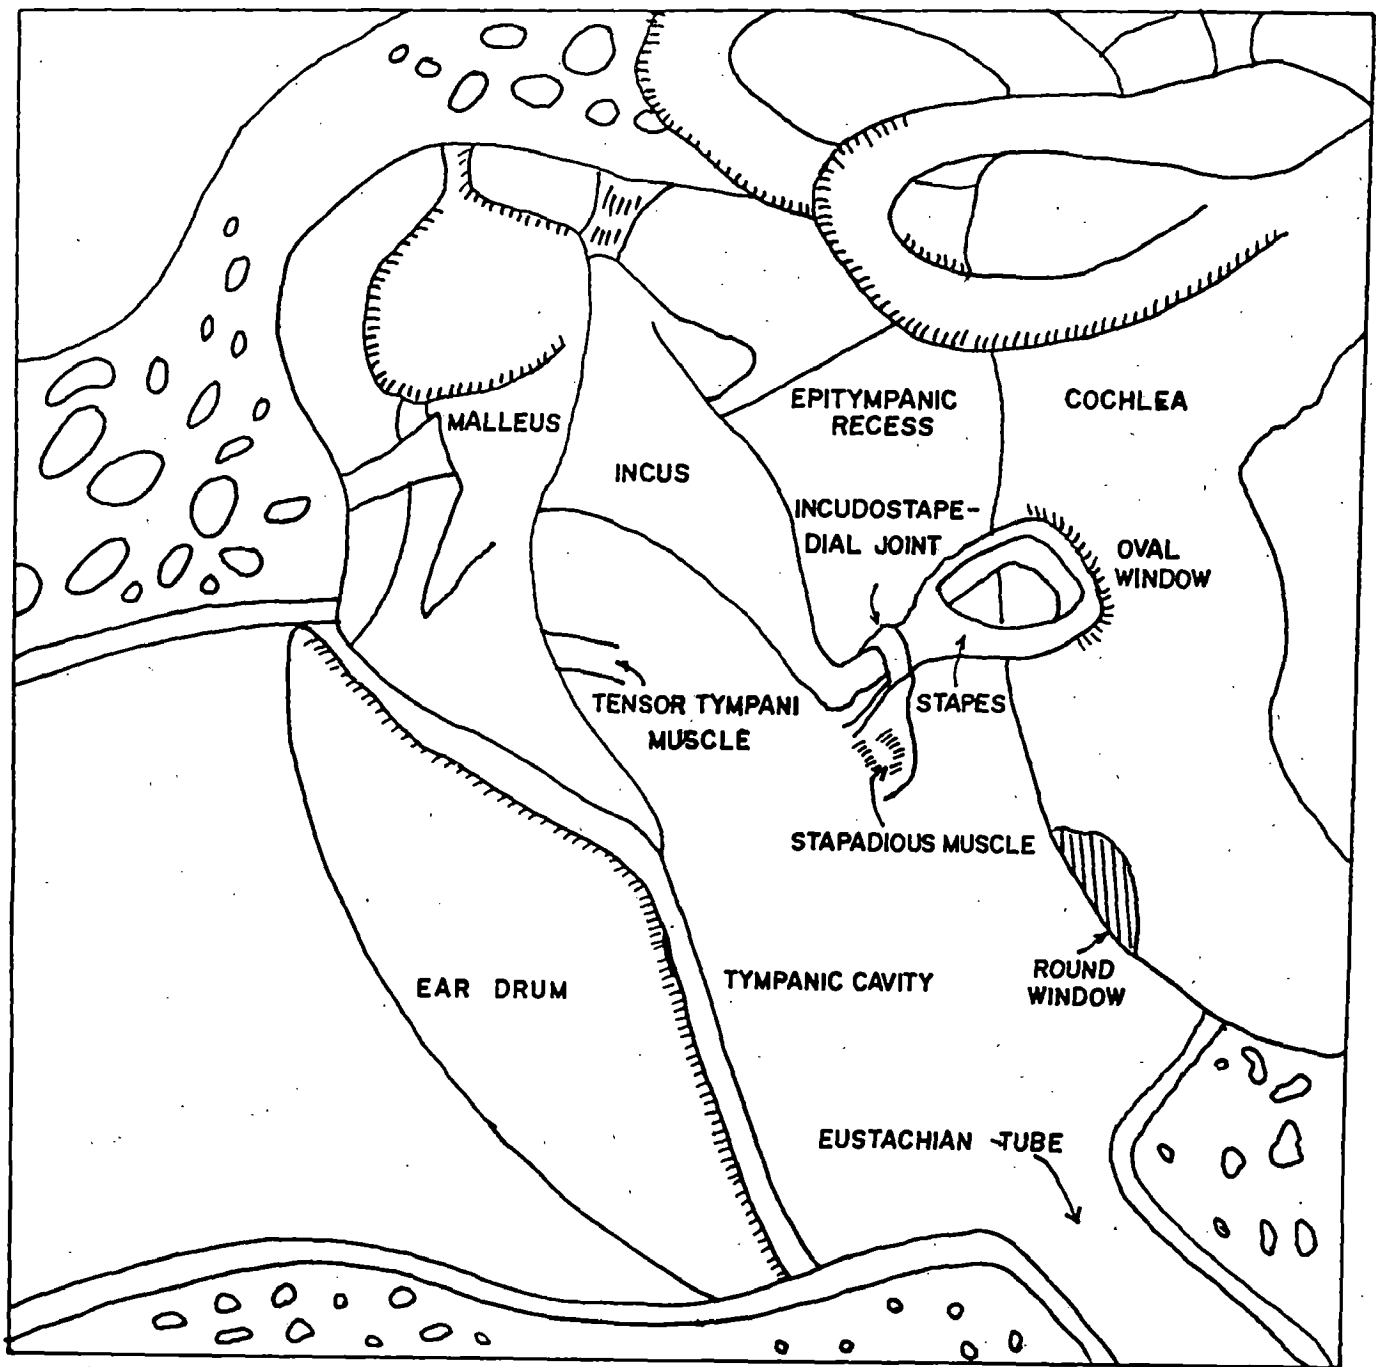 EPITYMPANIC
RECESS
COCHLEA
MALLEUS
INCUS
INCUDOSTAPE-
DIAL JOINT
OVAL
WINDOW
TENSOR TYMPANI
MUSCLE
STAPES
STAPADIOUS MUSCLE
EAR DRUM
TYMPANIC CAVITY
ROUND
WINDOW
EUSTACHIAN TUBE